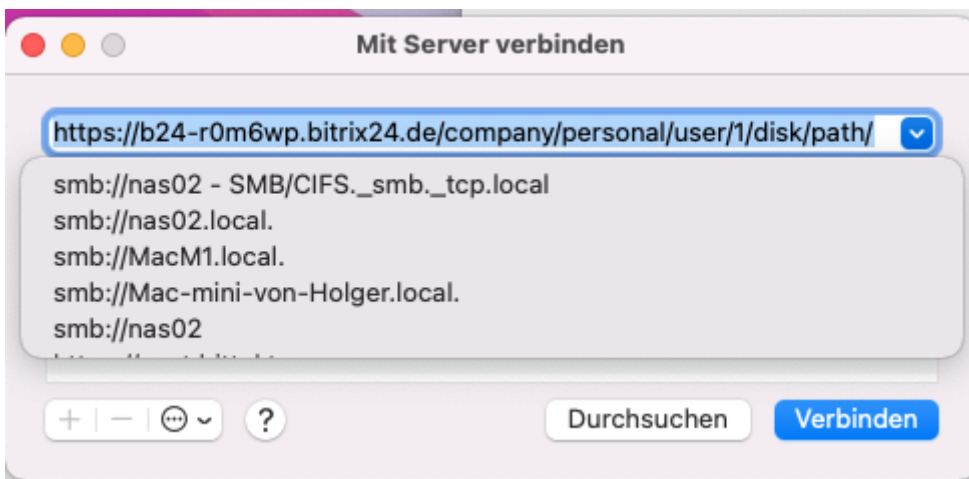 Mit Server verbinden
https://b24-r0m6wp.bitrix24.de/company/personal/user/1/disk/path/
smb://nas02 - SMB/CIFS._smb._tcp.local
smb://nas02.local.
smb://MacM1.local.
smb://Mac-mini-von-Holger.local.
smb://nas02
+ | − ?
Durchsuchen Verbinden